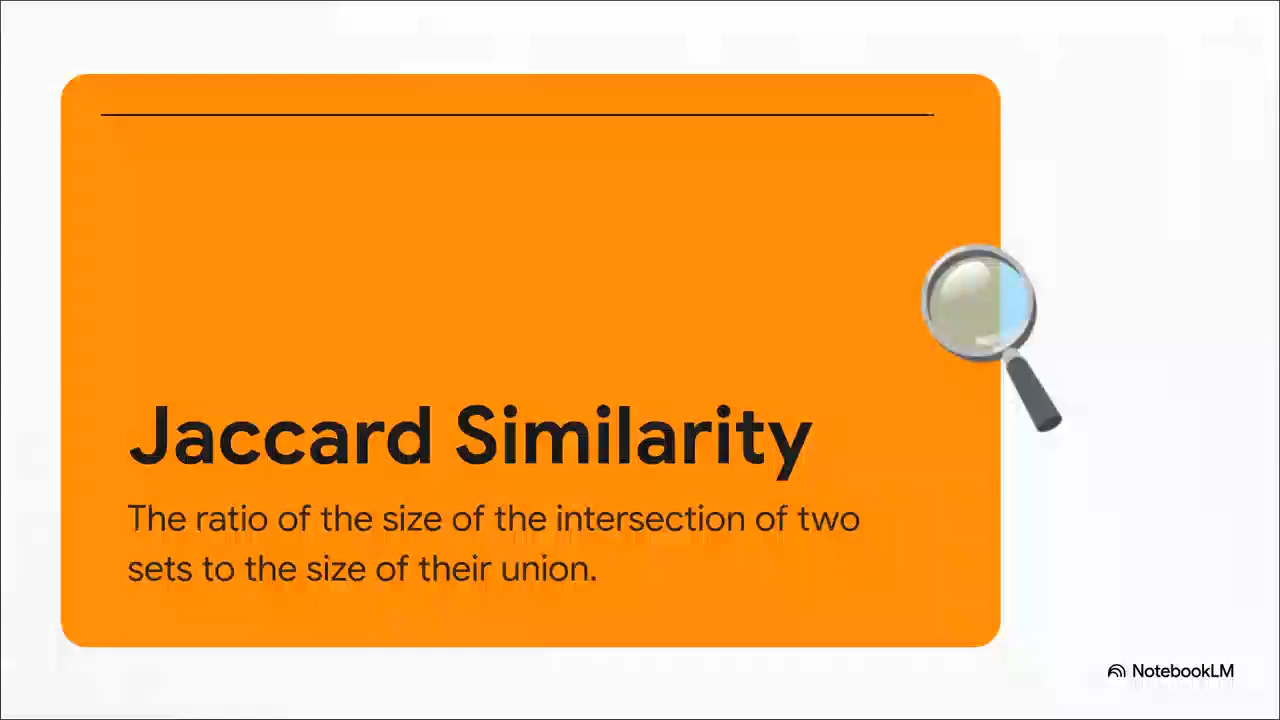 Jaccard Similarity
The ratio of the size of the intersection of two
sets to the size of their union.
NotebookLM